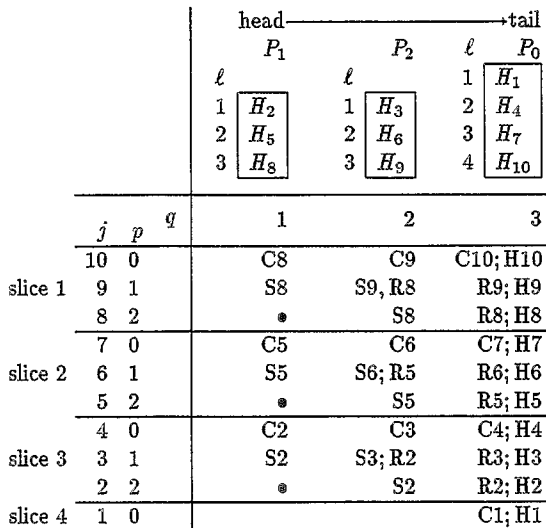 head → tail
P₁ P₂ ℓ P₀
ℓ ℓ 1 H₁
1 H₂ 1 H₃ 2 H₄
2 H₅ 2 H₆ 3 H₇
3 H₈ 3 H₉ 4 H₁₀
j p q 1 2 3
10 0 C8 C9 C10; H10
slice 1 9 1 S8 S9, R8 R9; H9
8 2 • S8 R8; H8
7 0 C5 C6 C7; H7
slice 2 6 1 S5 S6; R5 R6; H6
5 2 • S5 R5; H5
4 0 C2 C3 C4; H4
slice 3 3 1 S2 S3; R2 R3; H3
2 2 • S2 R2; H2
slice 4 1 0 C1; H1